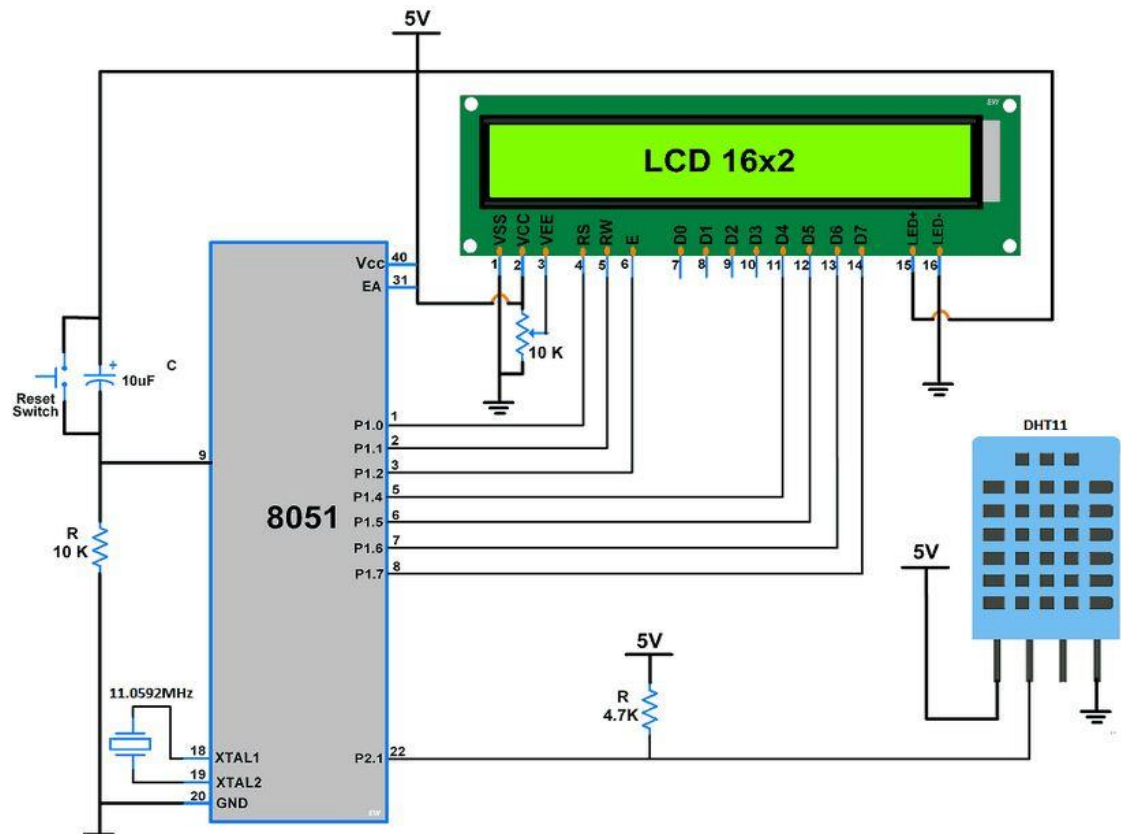 5V
EW
LCD 16x2
VSS VCC VEE RS RW E D0 D1 D2 D3 D4 D5 D6 D7 LED+ LED-
1 2 3 4 5 6 7 8 9 10 11 12 13 14 15 16
Vcc 40
EA 31
10 K
C
10uF
Reset
Switch
P1.0 1
P1.1 2
9
P1.2 3
P1.4 5
8051
P1.5 6
P1.6 7
P1.7 8
R
10 K
DHT11
5V
5V
R
4.7K
11.0592MHz
18 XTAL1
P2.1 22
19 XTAL2
20 GND
EW